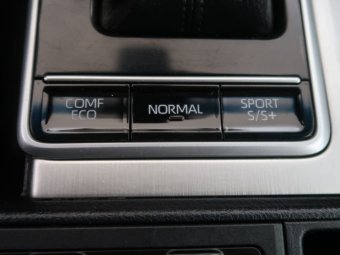 COMF
ECO
NORMAL
SPORT
S/S+